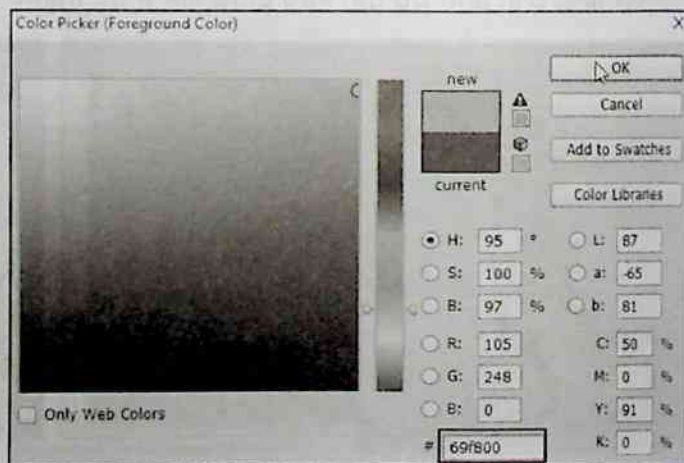 Color Picker (Foreground Color)
X
new
current
OK
Cancel
Add to Swatches
Color Libraries
H: 95 °
S: 100 %
B: 97 %
R: 105
G: 248
B: 0
# 69f800
L: 87
a: -65
b: 81
C: 50 %
M: 0 %
Y: 91 %
K: 0 %
Only Web Colors